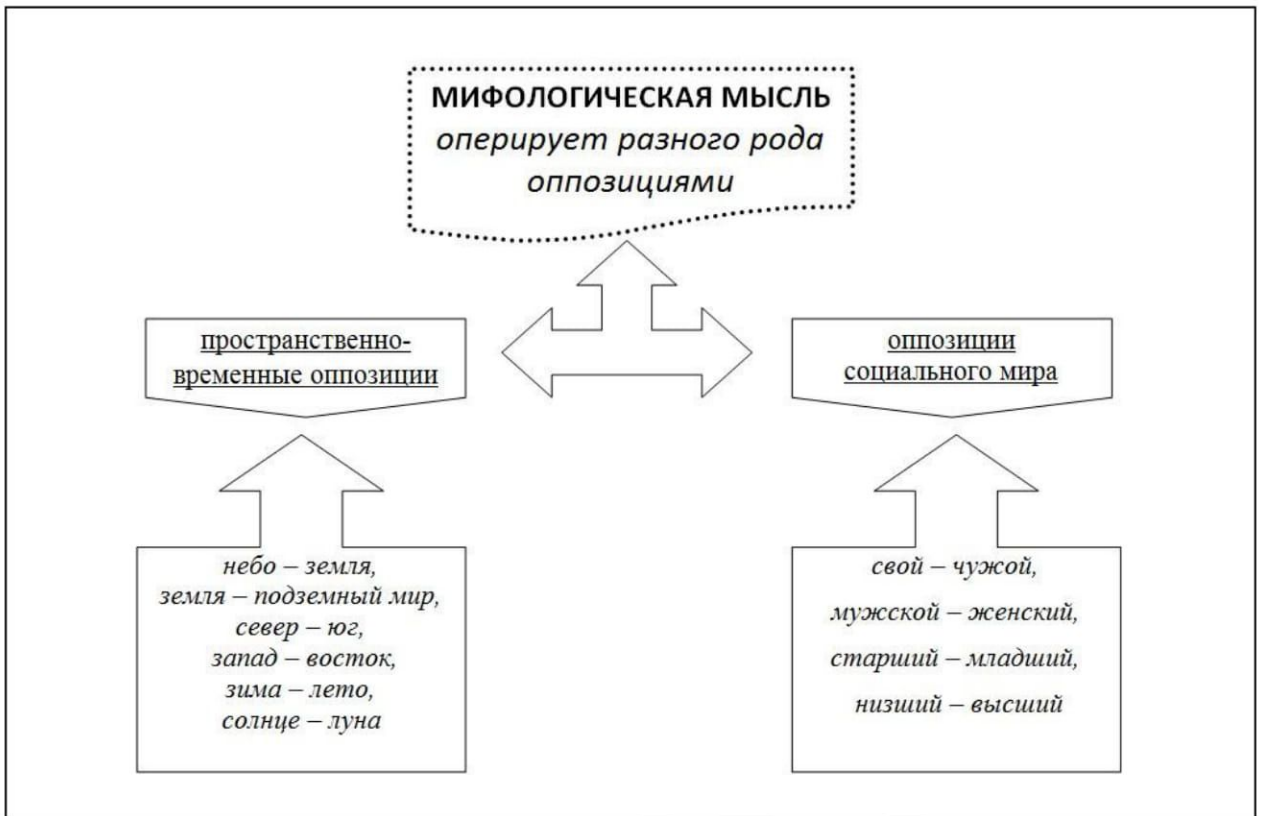 МИФОЛОГИЧЕСКАЯ МЫСЛЬ
оперирует разного рода
оппозициями
пространственно-
временные оппозиции
оппозиции
социального мира
небо – земля,
земля – подземный мир,
север – юг,
запад – восток,
зима – лето,
солнце – луна
свой – чужой,
мужской – женский,
старший – младший,
низший – высший